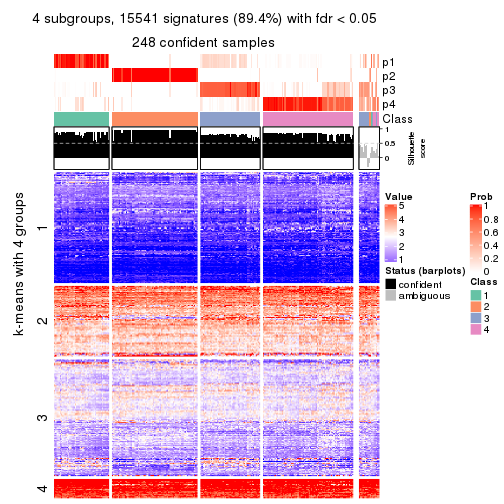 4 subgroups, 15541 signatures (89.4%) with fdr < 0.05
248 confident samples
p1
p2
p3
p4
Class
1
0.5
0
Silhouette
score
k-means with 4 groups
1
2
3
4
Value
5
4
3
2
1
Status (barplots)
confident
ambiguous
Prob
1
0.8
0.6
0.4
0.2
0
Class
1
2
3
4